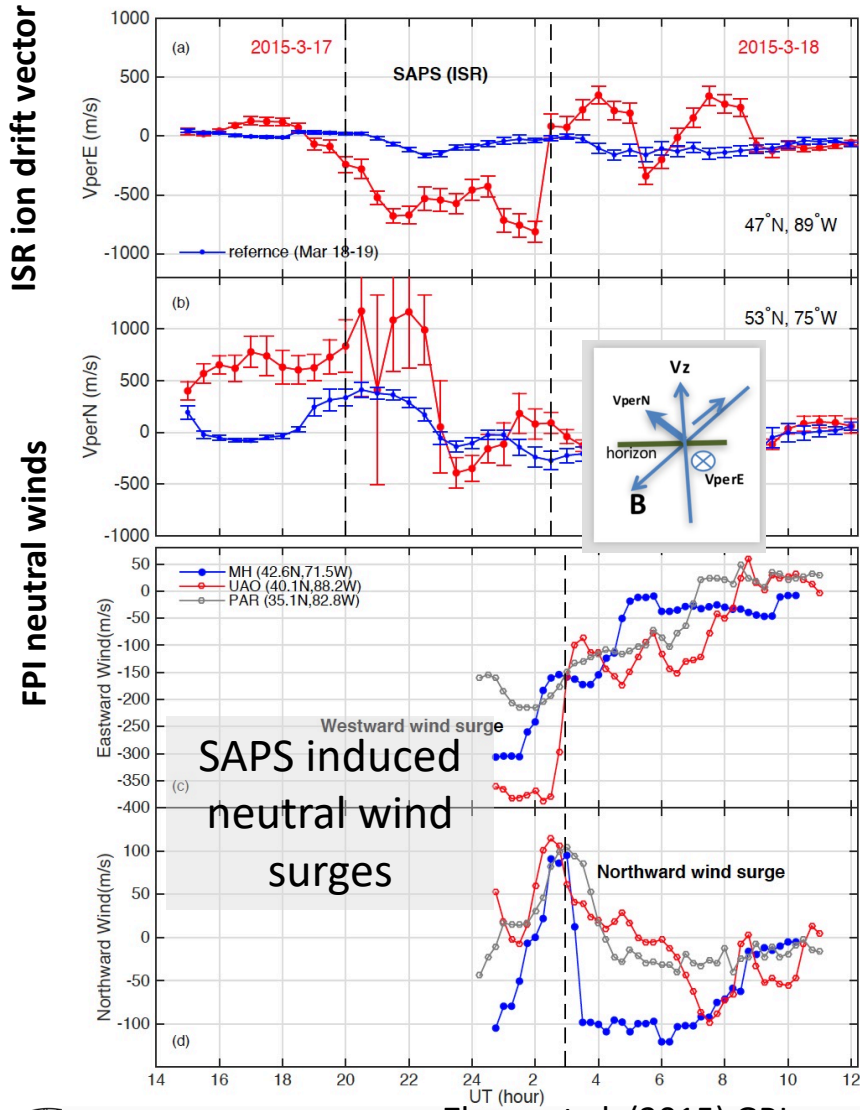 ISR ion drift vector
FPI neutral winds
1000
500
0
-500
-1000
VperE (m/s)
(a)
2015-3-17
SAPS (ISR)
2015-3-18
47°N, 89°W
refernce (Mar 18-19)
1000
500
0
-500
-1000
VperN (m/s)
(b)
53°N, 75°W
Vz
VperN
horizon
VperE
B
50
0
-50
-100
-150
-200
-250
-300
-350
-400
Eastward Wind(m/s)
MH (42.6N,71.5W)
UAO (40.1N,88.2W)
PAR (35.1N,82.8W)
Westward wind surge
(c)
SAPS induced
neutral wind
surges
100
50
0
-50
-100
Northward Wind(m/s)
Northward wind surge
(d)
14 16 18 20 22 24 2 4 6 8 10 12
UT (hour)
(2015) GRL